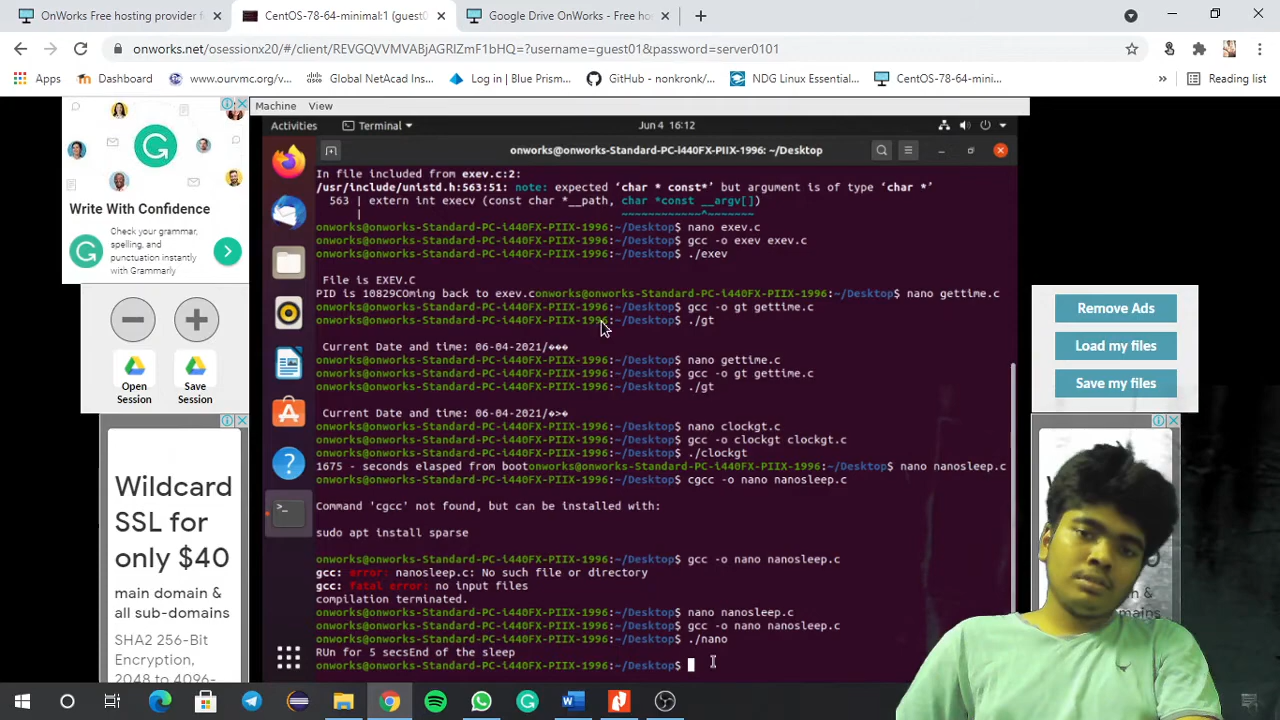 OnWorks Free hosting provider f
CentOS-78-64-minimal:1 (guest0
Google Drive OnWorks - Free ho
onworks.net/osessionx20/#/client/REVGQVVMVABjAGRlZmF1bHQ=?username=guest01&password=server0101
Apps
Dashboard
www.ourvmc.org/v...
Global NetAcad Inst...
Log in | Blue Prism...
GitHub - nonkronk/...
NDG Linux Essential...
CentOS-78-64-mini...
»
Reading list
Machine View
Activities
Terminal
Jun 4 16:12
onworks@onworks-Standard-PC-i440FX-PIIX-1996: ~/Desktop
In file included from exev.c:2:
/usr/include/unistd.h:563:51: note: expected ‘char * const*’ but argument is of type ‘char *’
563 | extern int execv (const char *__path, char *const __argv[])
| ~~~~~~~~~~~~^~~~~~~
onworks@onworks-Standard-PC-i440FX-PIIX-1996:~/Desktop$ nano exev.c
onworks@onworks-Standard-PC-i440FX-PIIX-1996:~/Desktop$ gcc -o exev exev.c
onworks@onworks-Standard-PC-i440FX-PIIX-1996:~/Desktop$ ./exev
File is EXEV.C
PID is 10829COming back to exev.conworks@onworks-Standard-PC-i440FX-PIIX-1996:~/Desktop$ nano gettime.c
onworks@onworks-Standard-PC-i440FX-PIIX-1996:~/Desktop$ gcc -o gt gettime.c
onworks@onworks-Standard-PC-i440FX-PIIX-1996:~/Desktop$ ./gt
Current Date and time: 06-04-2021/���
onworks@onworks-Standard-PC-i440FX-PIIX-1996:~/Desktop$ nano gettime.c
onworks@onworks-Standard-PC-i440FX-PIIX-1996:~/Desktop$ gcc -o gt gettime.c
onworks@onworks-Standard-PC-i440FX-PIIX-1996:~/Desktop$ ./gt
Current Date and time: 06-04-2021/�>�
onworks@onworks-Standard-PC-i440FX-PIIX-1996:~/Desktop$ nano clockgt.c
onworks@onworks-Standard-PC-i440FX-PIIX-1996:~/Desktop$ gcc -o clockgt clockgt.c
onworks@onworks-Standard-PC-i440FX-PIIX-1996:~/Desktop$ ./clockgt
1675 - seconds elasped from bootonworks@onworks-Standard-PC-i440FX-PIIX-1996:~/Desktop$ nano nanosleep.c
onworks@onworks-Standard-PC-i440FX-PIIX-1996:~/Desktop$ cgcc -o nano nanosleep.c
Command 'cgcc' not found, but can be installed with:
sudo apt install sparse
onworks@onworks-Standard-PC-i440FX-PIIX-1996:~/Desktop$ gcc -o nano nanosleep.c
gcc: error: nanosleep.c: No such file or directory
gcc: fatal error: no input files
compilation terminated.
onworks@onworks-Standard-PC-i440FX-PIIX-1996:~/Desktop$ nano nanosleep.c
onworks@onworks-Standard-PC-i440FX-PIIX-1996:~/Desktop$ gcc -o nano nanosleep.c
onworks@onworks-Standard-PC-i440FX-PIIX-1996:~/Desktop$ ./nano
RUn for 5 secsEnd of the sleep
onworks@onworks-Standard-PC-i440FX-PIIX-1996:~/Desktop$
Write With Confidence
Check your grammar,
spelling, and
punctuation instantly
with Grammarly
Open
Session
Save
Session
Wildcard
SSL for
only $40
main domain &
all sub-domains
SHA2 256-Bit
Encryption,
2048 to 4096-
Remove Ads
Load my files
Save my files